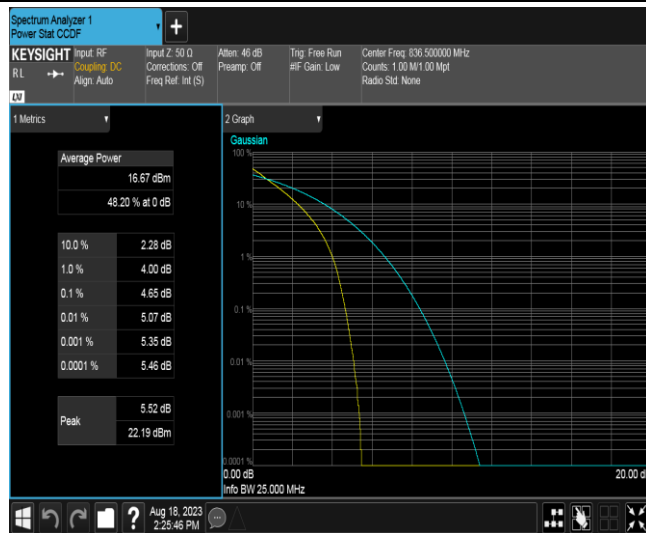 Spectrum Analyzer 1
Power Stat CCDF
+
KEYSIGHT
RL
Input: RF
Coupling: DC
Align: Auto
Input Z: 50 Ω
Corrections: Off
Freq Ref: Int (S)
Atten: 46 dB
Preamp: Off
Trig: Free Run
#IF Gain: Low
Center Freq: 836.500000 MHz
Counts: 1.00 M/1.00 Mpt
Radio Std: None
1 Metrics
Average Power
16.67 dBm
48.20 % at 0 dB
10.0 % 2.28 dB
1.0 % 4.00 dB
0.1 % 4.65 dB
0.01 % 5.07 dB
0.001 % 5.35 dB
0.0001 % 5.46 dB
Peak
5.52 dB
22.19 dBm
2 Graph
Gaussian
100 %
10 %
1 %
0.1 %
0.01 %
0.001 %
0.0001 %
0.00 dB
20.00 d
Info BW 25.000 MHz
?
Aug 18, 2023
2:25:46 PM